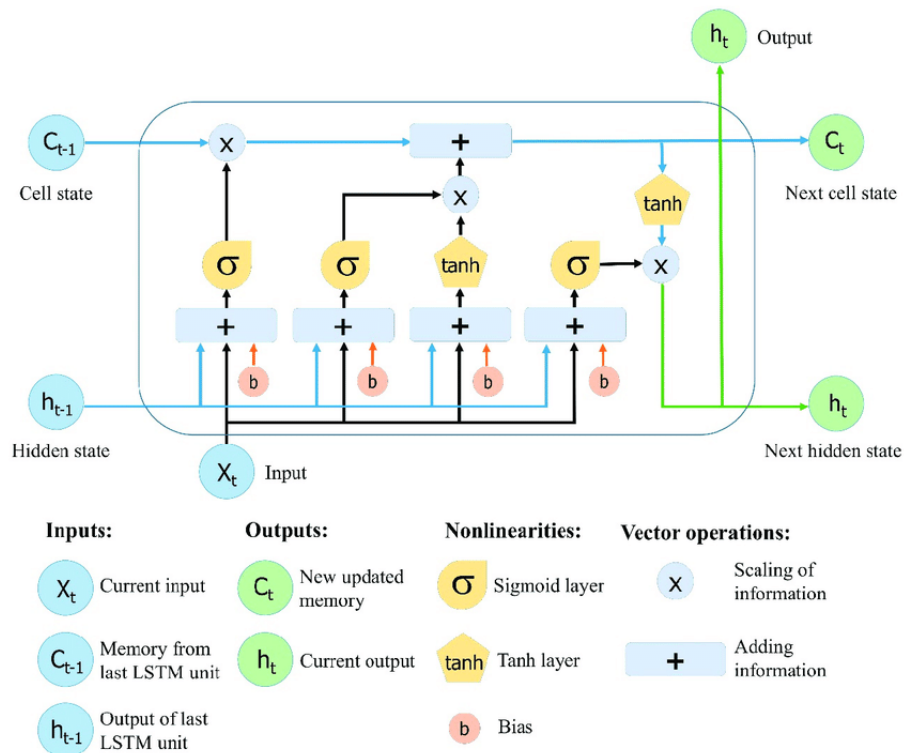 hₜ Output
Cₜ₋₁ x + Cₜ
Cell state Next cell state
tanh
x
σ σ tanh σ x
+ + + +
b b b b
hₜ₋₁ hₜ
Hidden state Next hidden state
Xₜ Input
Inputs: Outputs: Nonlinearities: Vector operations:
Xₜ Current input
Cₜ₋₁ Memory from
last LSTM unit
hₜ₋₁ Output of last
LSTM unit
Cₜ New updated
memory
hₜ Current output
σ Sigmoid layer
tanh Tanh layer
b Bias
x Scaling of
information
+ Adding
information